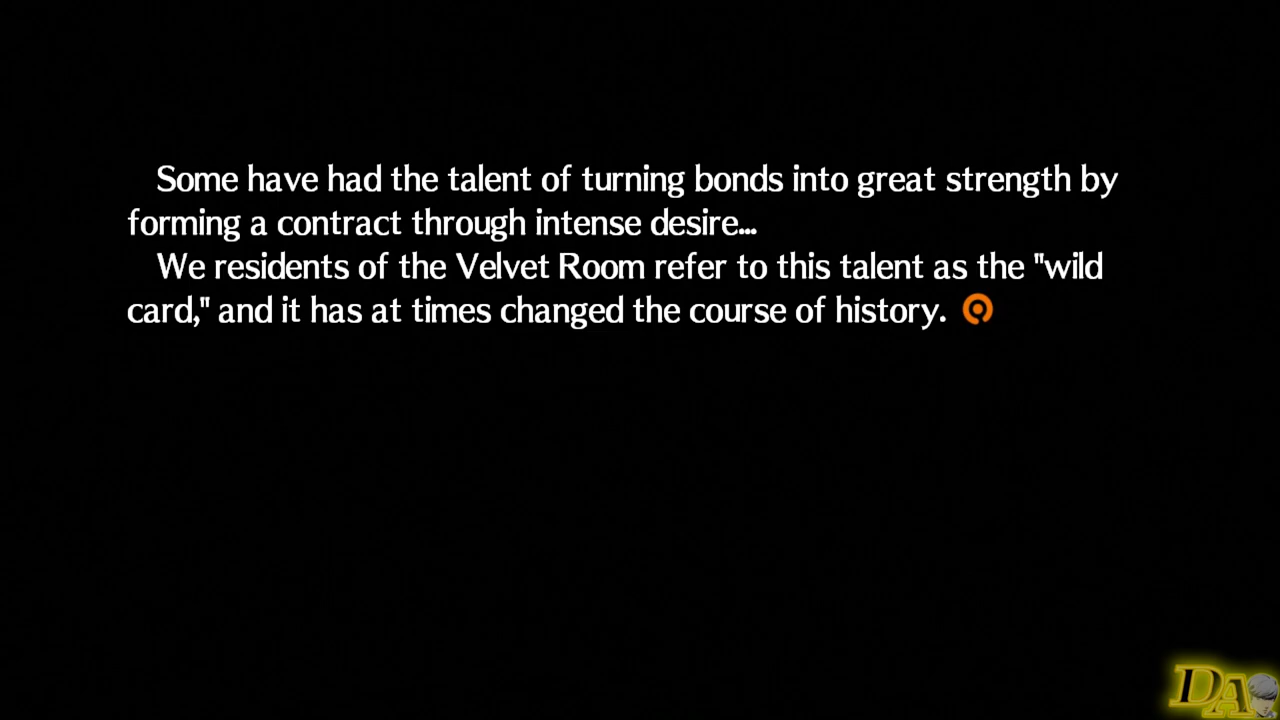 Some have had the talent of turning bonds into great strength by
forming a contract through intense desire...
We residents of the Velvet Room refer to this talent as the "wild
card," and it has at times changed the course of history.
DA